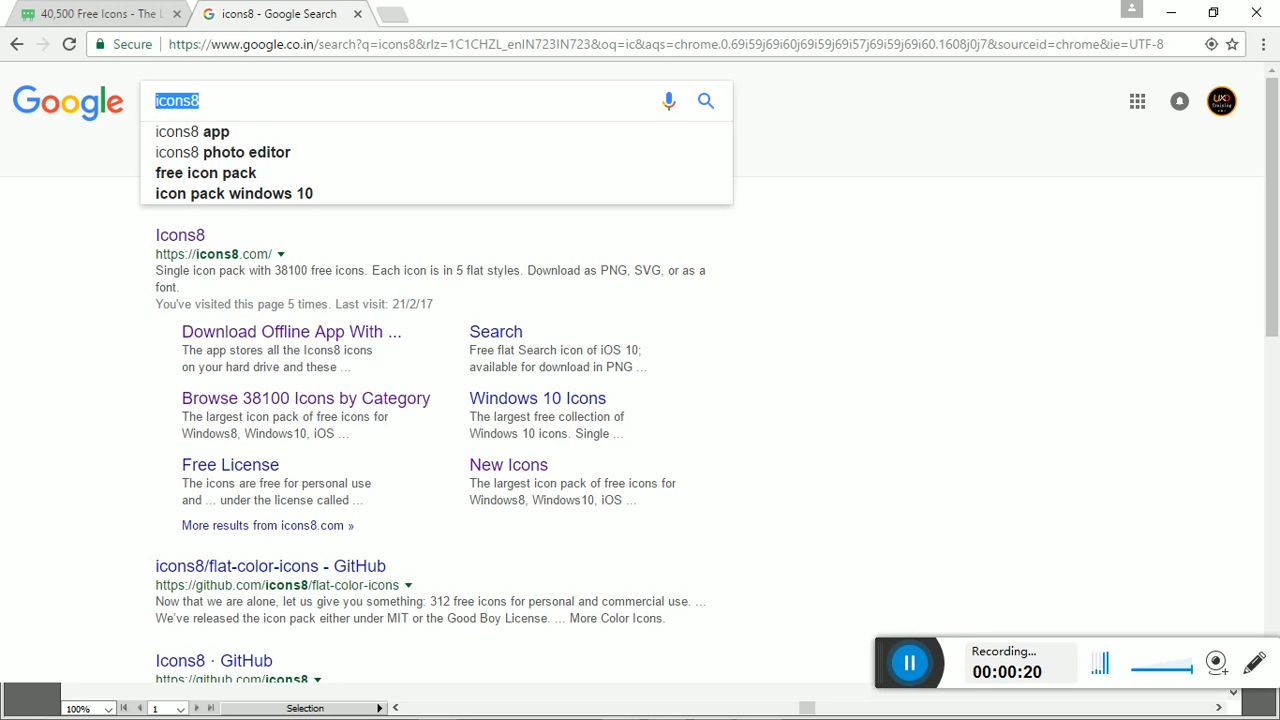 40,500 Free Icons - The L
icons8 - Google Search
Secure
https://www.google.co.in/search?q=icons8&rlz=1C1CHZL_enIN723IN723&oq=ic&aqs=chrome.0.69i59j69i60j69i59j69i57j69i59j69i60.1608j0j7&sourceid=chrome&ie=UTF-8
Google
icons8
UXD
Training
icons8 app
icons8 photo editor
free icon pack
icon pack windows 10
Icons8
https://icons8.com/
Single icon pack with 38100 free icons. Each icon is in 5 flat styles. Download as PNG, SVG, or as a
font.
You've visited this page 5 times. Last visit: 21/2/17
Download Offline App With ...
The app stores all the Icons8 icons
on your hard drive and these ...
Search
Free flat Search icon of iOS 10;
available for download in PNG ...
Browse 38100 Icons by Category
The largest icon pack of free icons for
Windows8, Windows10, iOS ...
Windows 10 Icons
The largest free collection of
Windows 10 icons. Single ...
Free License
The icons are free for personal use
and ... under the license called ...
New Icons
The largest icon pack of free icons for
Windows8, Windows10, iOS ...
More results from icons8.com »
icons8/flat-color-icons - GitHub
https://github.com/icons8/flat-color-icons
Now that we are alone, let us give you something: 312 free icons for personal and commercial use. ...
We've released the icon pack either under MIT or the Good Boy License. ... More Color Icons.
Icons8 · GitHub
https://github.com/icons8
Recording...
00:00:20
100%
1
Selection